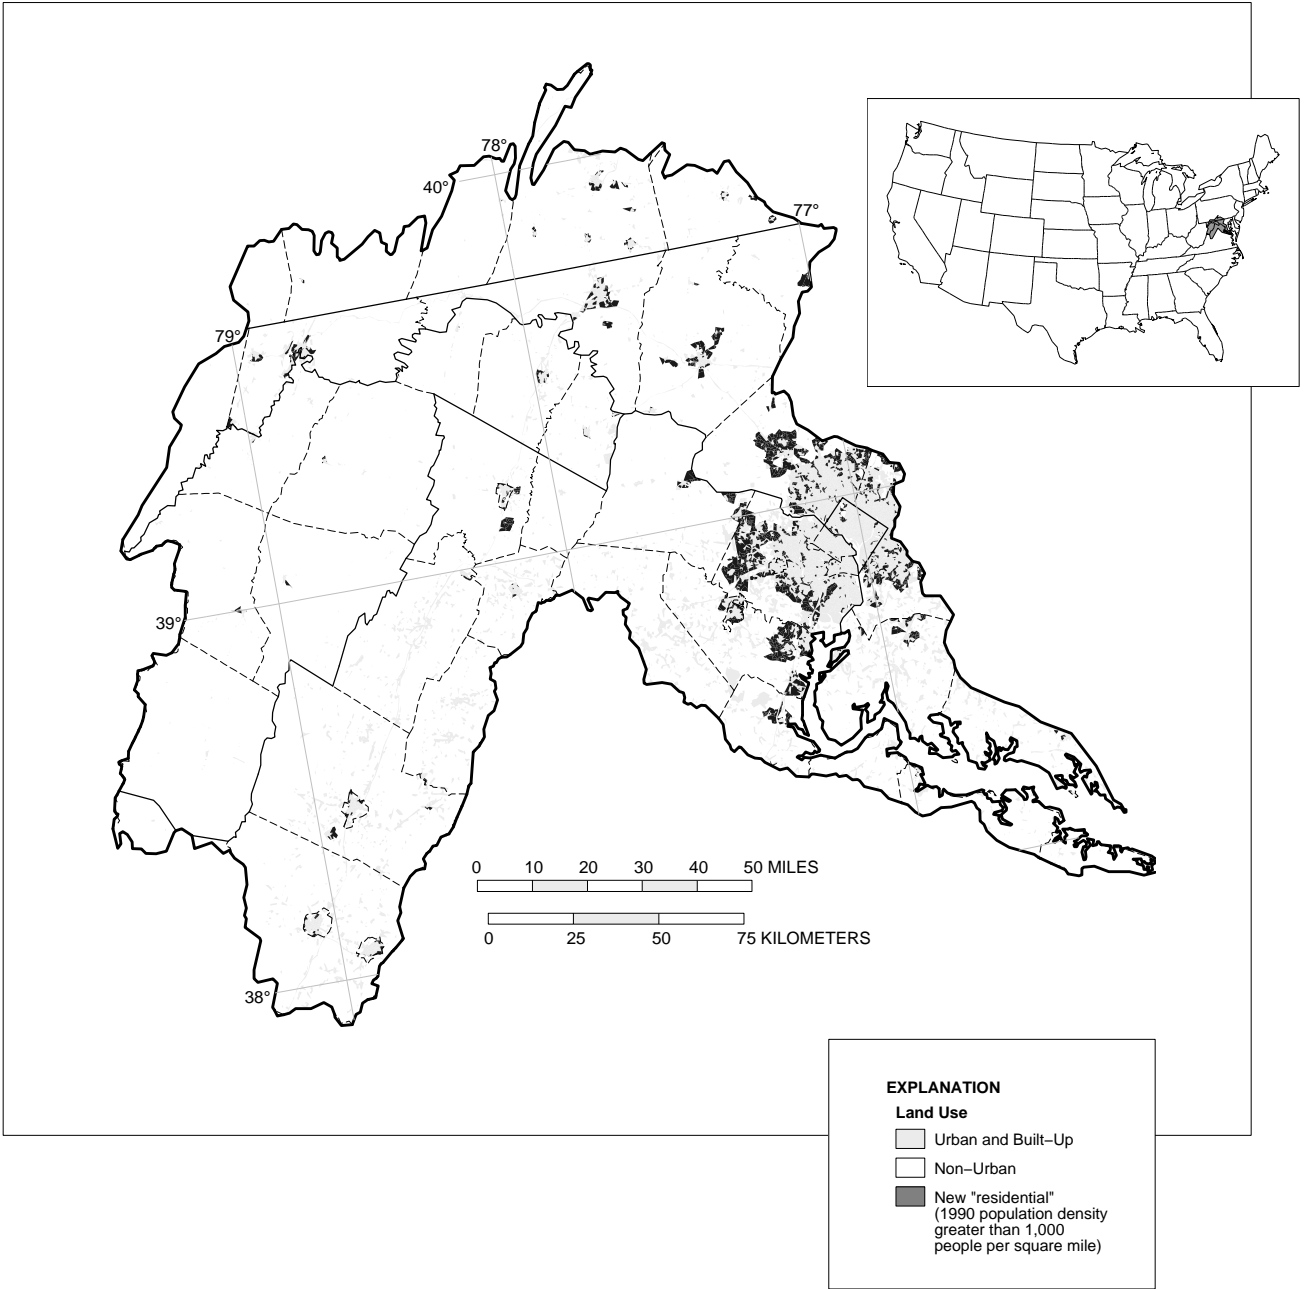 78°
40°
77°
79°
39°
0 10 20 30 40 50 MILES
0 25 50 75 KILOMETERS
38°
EXPLANATION
Land Use
Urban and Built–Up
Non–Urban
New "residential"
(1990 population density
greater than 1,000
people per square mile)